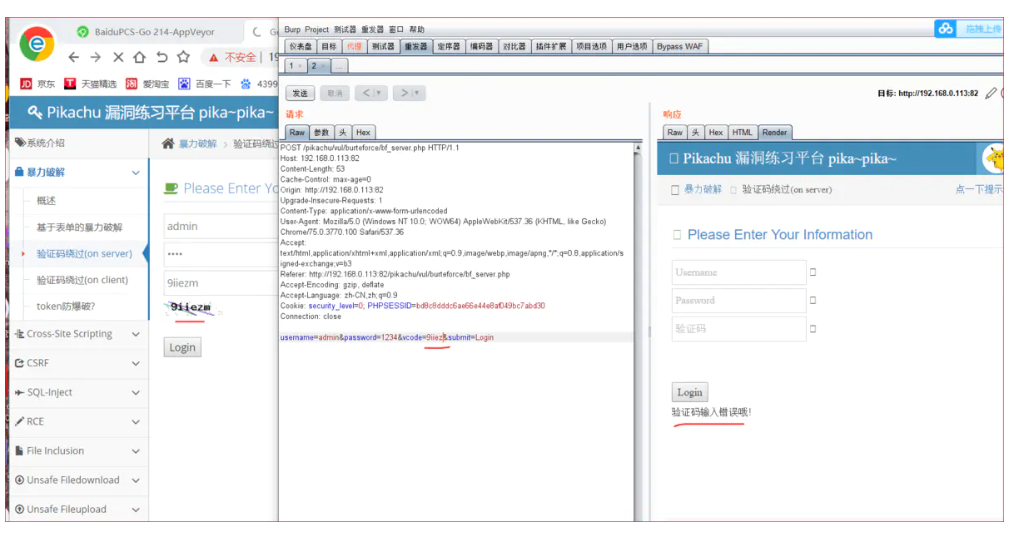 BaiduPCS-Go 214-AppVeyor
不安全
京东 天猫精选 爱淘宝 百度一下 4399
Pikachu 漏洞练习平台 pika~pika~
系统介绍
暴力破解
概述
基于表单的暴力破解
验证码绕过(on server)
验证码绕过(on client)
token防爆破?
Cross-Site Scripting
CSRF
SQL-Inject
RCE
File Inclusion
Unsafe Filedownload
Unsafe Fileupload
暴力破解 > 验证码绕过
Please Enter Yo
admin
••••
9iiezm
9iiezm
Login
Burp Project 测试器 重发器 窗口 帮助
仪表盘 目标 代理 测试器 重发器 定序器 编码器 对比器 插件扩展 项目选项 用户选项 Bypass WAF
1 × 2 × ...
发送 取消 < >
目标: http://192.168.0.113:82
请求
Raw 参数 头 Hex
POST /pikachu/vul/burteforce/bf_server.php HTTP/1.1
Host: 192.168.0.113:82
Content-Length: 53
Cache-Control: max-age=0
Origin: http://192.168.0.113:82
Upgrade-Insecure-Requests: 1
Content-Type: application/x-www-form-urlencoded
User-Agent: Mozilla/5.0 (Windows NT 10.0; WOW64) AppleWebKit/537.36 (KHTML, like Gecko)
Chrome/75.0.3770.100 Safari/537.36
Accept:
text/html,application/xhtml+xml,application/xml;q=0.9,image/webp,image/apng,*/*;q=0.8,application/s
igned-exchange;v=b3
Referer: http://192.168.0.113:82/pikachu/vul/burteforce/bf_server.php
Accept-Encoding: gzip, deflate
Accept-Language: zh-CN,zh;q=0.9
Cookie: security_level=0; PHPSESSID=bd8c8dddc6ae66e44e8af049bc7abd30
Connection: close
username=admin&password=1234&vcode=9iiez&submit=Login
响应
Raw 头 Hex HTML Render
Pikachu 漏洞练习平台 pika~pika~
暴力破解 验证码绕过(on server) 点一下提示
Please Enter Your Information
Username
Password
验证码
Login
验证码输入错误哦!